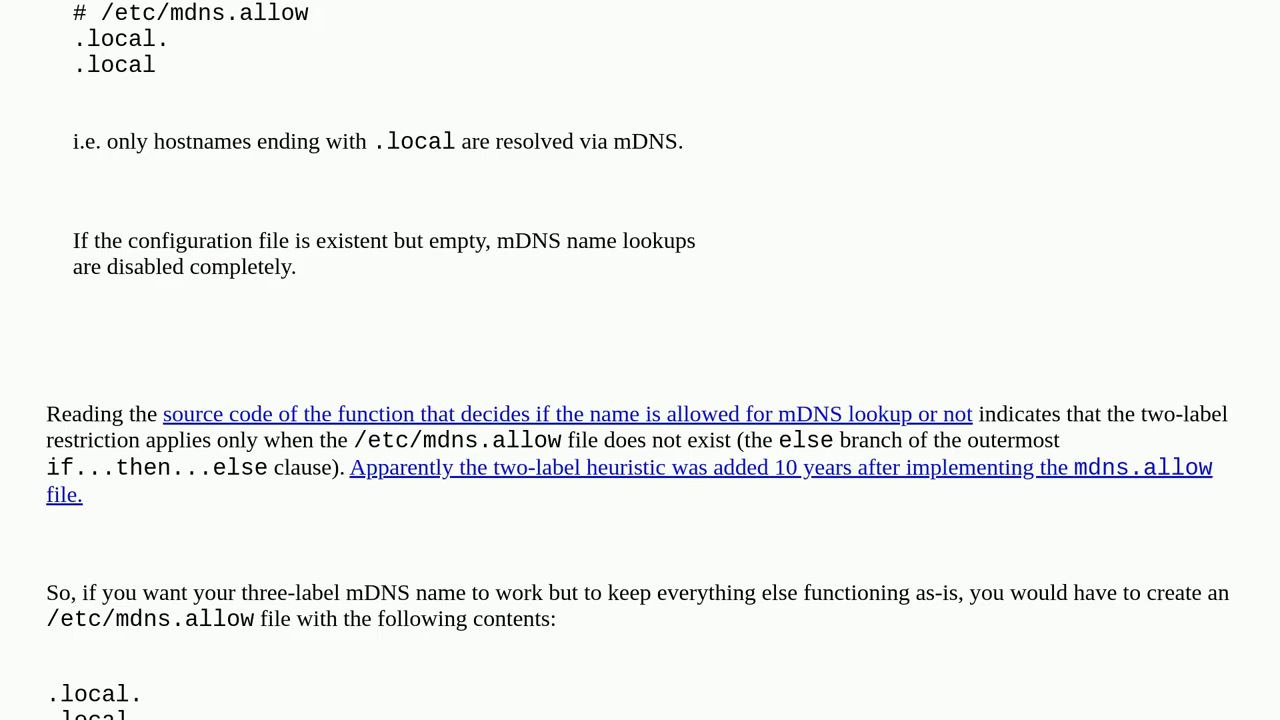 # /etc/mdns.allow
.local.
.local
i.e. only hostnames ending with .local are resolved via mDNS.
If the configuration file is existent but empty, mDNS name lookups
are disabled completely.
Reading the source code of the function that decides if the name is allowed for mDNS lookup or not indicates that the two-label
restriction applies only when the /etc/mdns.allow file does not exist (the else branch of the outermost
if...then...else clause). Apparently the two-label heuristic was added 10 years after implementing the mdns.allow
file.
So, if you want your three-label mDNS name to work but to keep everything else functioning as-is, you would have to create an
/etc/mdns.allow file with the following contents:
.local.
.local